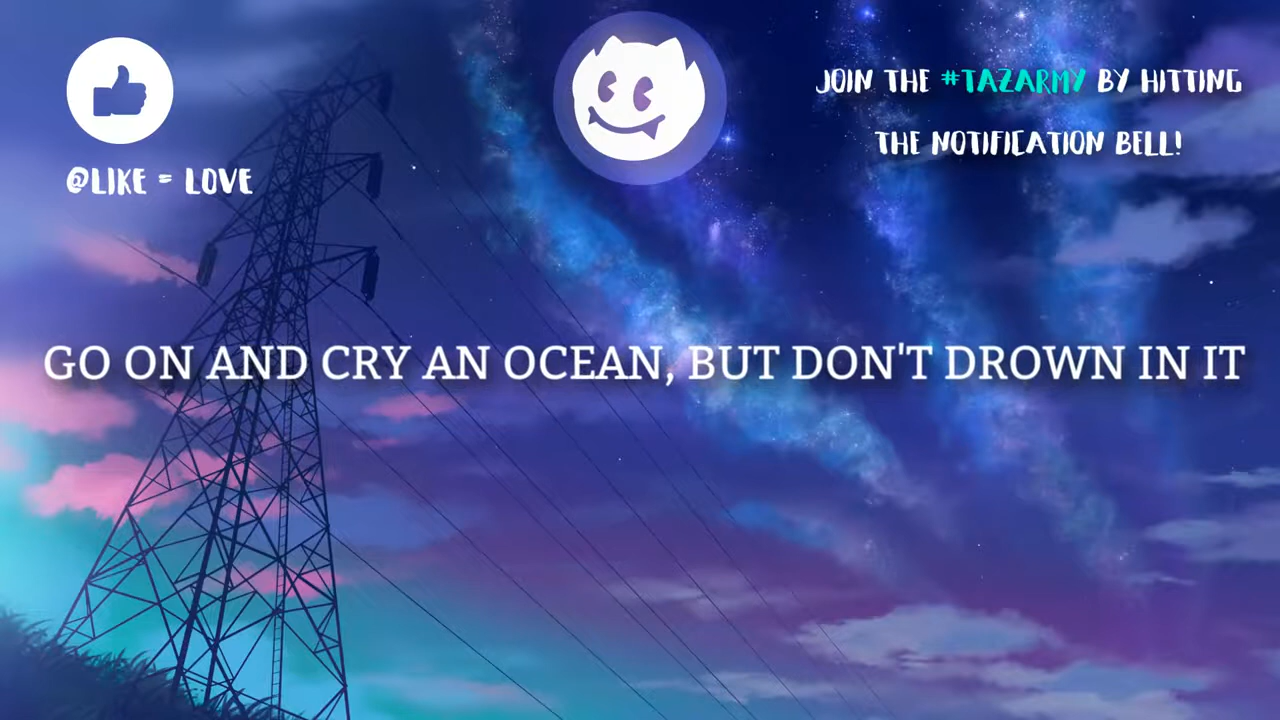 JOIN THE #TAZARMY BY HITTING
THE NOTIFICATION BELL!
@LIKE = LOVE
GO ON AND CRY AN OCEAN, BUT DON'T DROWN IN IT